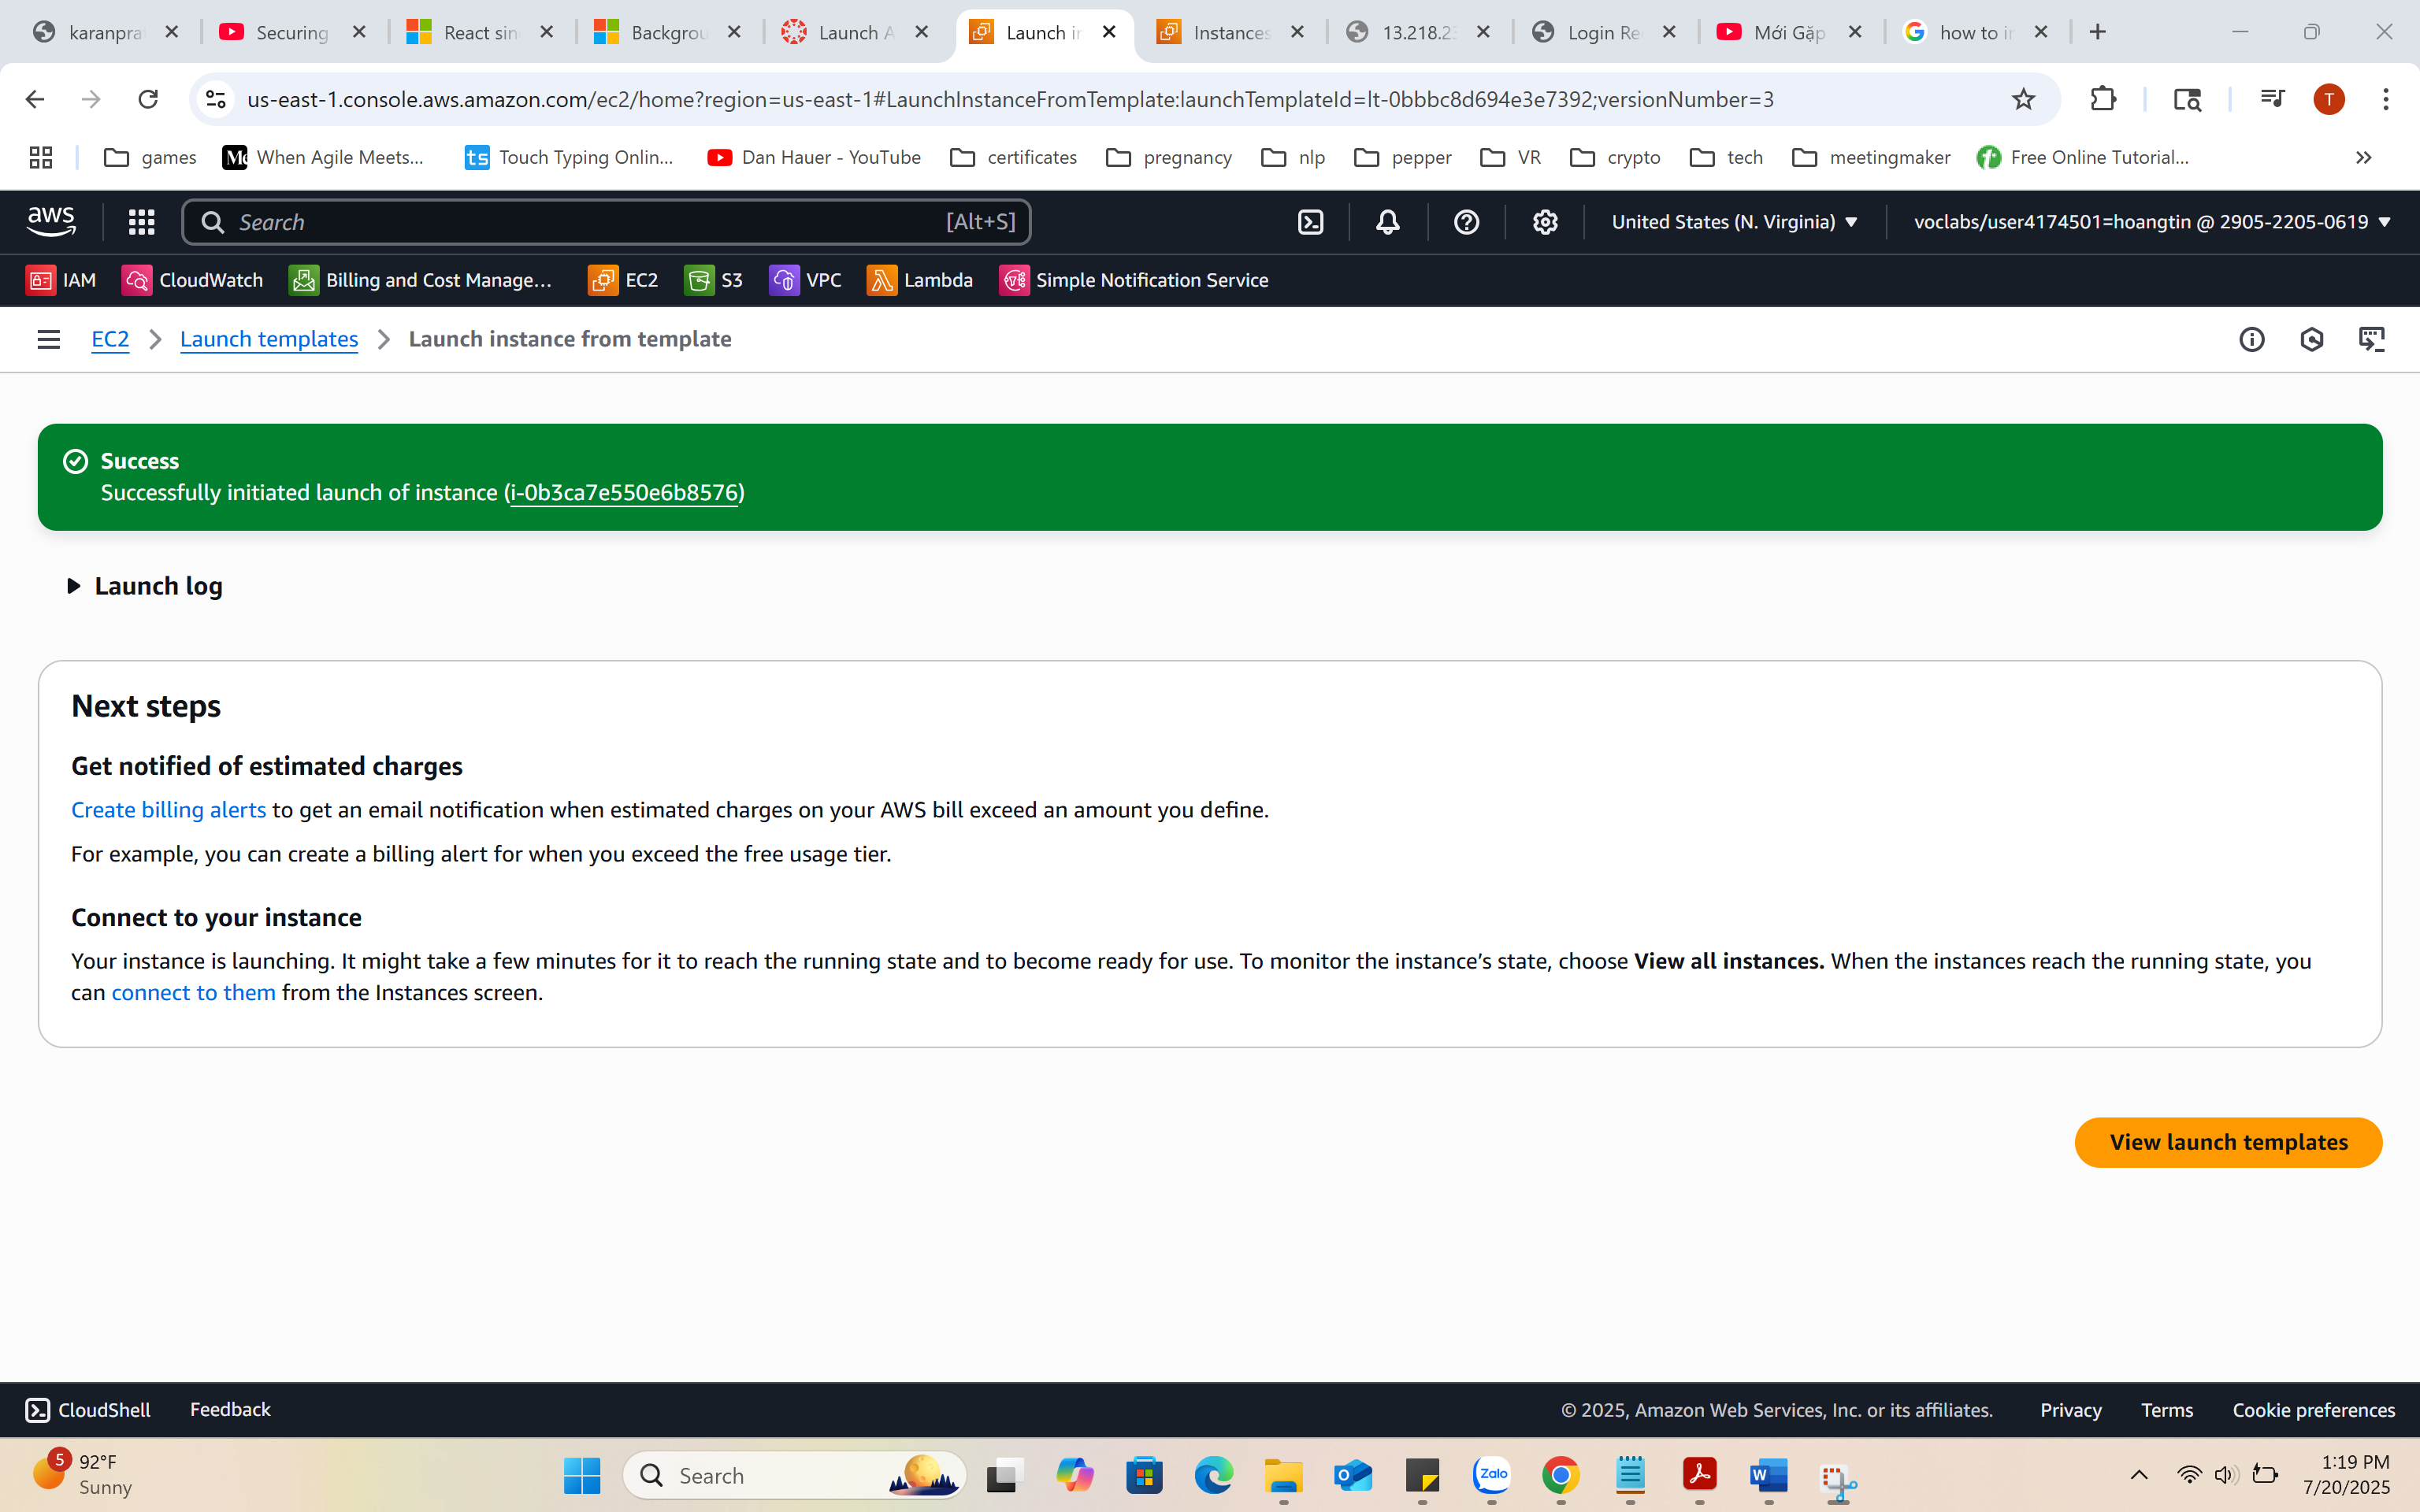 karanpra
Securing
React sin
Backgrou
Launch A
Launch in
Instances
13.218.23
Login Re
Mới Gặp
how to in
us-east-1.console.aws.amazon.com/ec2/home?region=us-east-1#LaunchInstanceFromTemplate:launchTemplateId=lt-0bbbc8d694e3e7392;versionNumber=3
T
games
When Agile Meets...
ts
Touch Typing Onlin...
Dan Hauer - YouTube
certificates
pregnancy
nlp
pepper
VR
crypto
tech
meetingmaker
Free Online Tutorial...
aws
Search
[Alt+S]
United States (N. Virginia)
voclabs/user4174501=hoangtin @ 2905-2205-0619
IAM
CloudWatch
Billing and Cost Manage...
EC2
S3
VPC
Lambda
Simple Notification Service
EC2
Launch templates
Launch instance from template
Success
Successfully initiated launch of instance (i-0b3ca7e550e6b8576)
Launch log
Next steps
Get notified of estimated charges
Create billing alerts to get an email notification when estimated charges on your AWS bill exceed an amount you define.
For example, you can create a billing alert for when you exceed the free usage tier.
Connect to your instance
Your instance is launching. It might take a few minutes for it to reach the running state and to become ready for use. To monitor the instance’s state, choose View all instances. When the instances reach the running state, you
can connect to them from the Instances screen.
View launch templates
CloudShell
Feedback
© 2025, Amazon Web Services, Inc. or its affiliates.
Privacy
Terms
Cookie preferences
5
92°F
Sunny
Search
Zalo
1:19 PM
7/20/2025